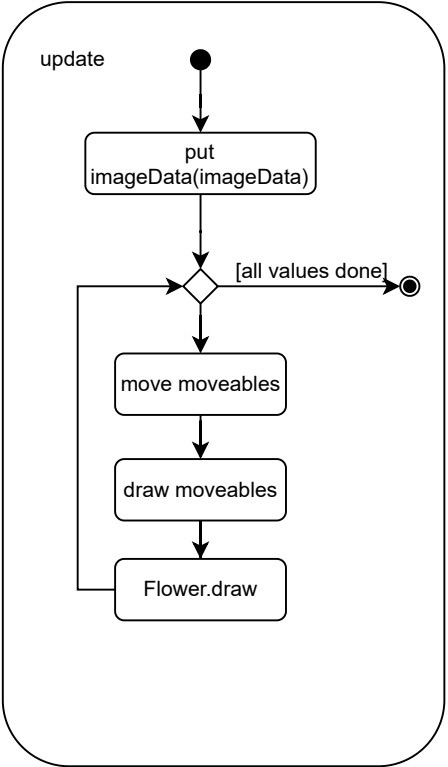 update
put
imageData(imageData)
[all values done]
move moveables
draw moveables
Flower.draw